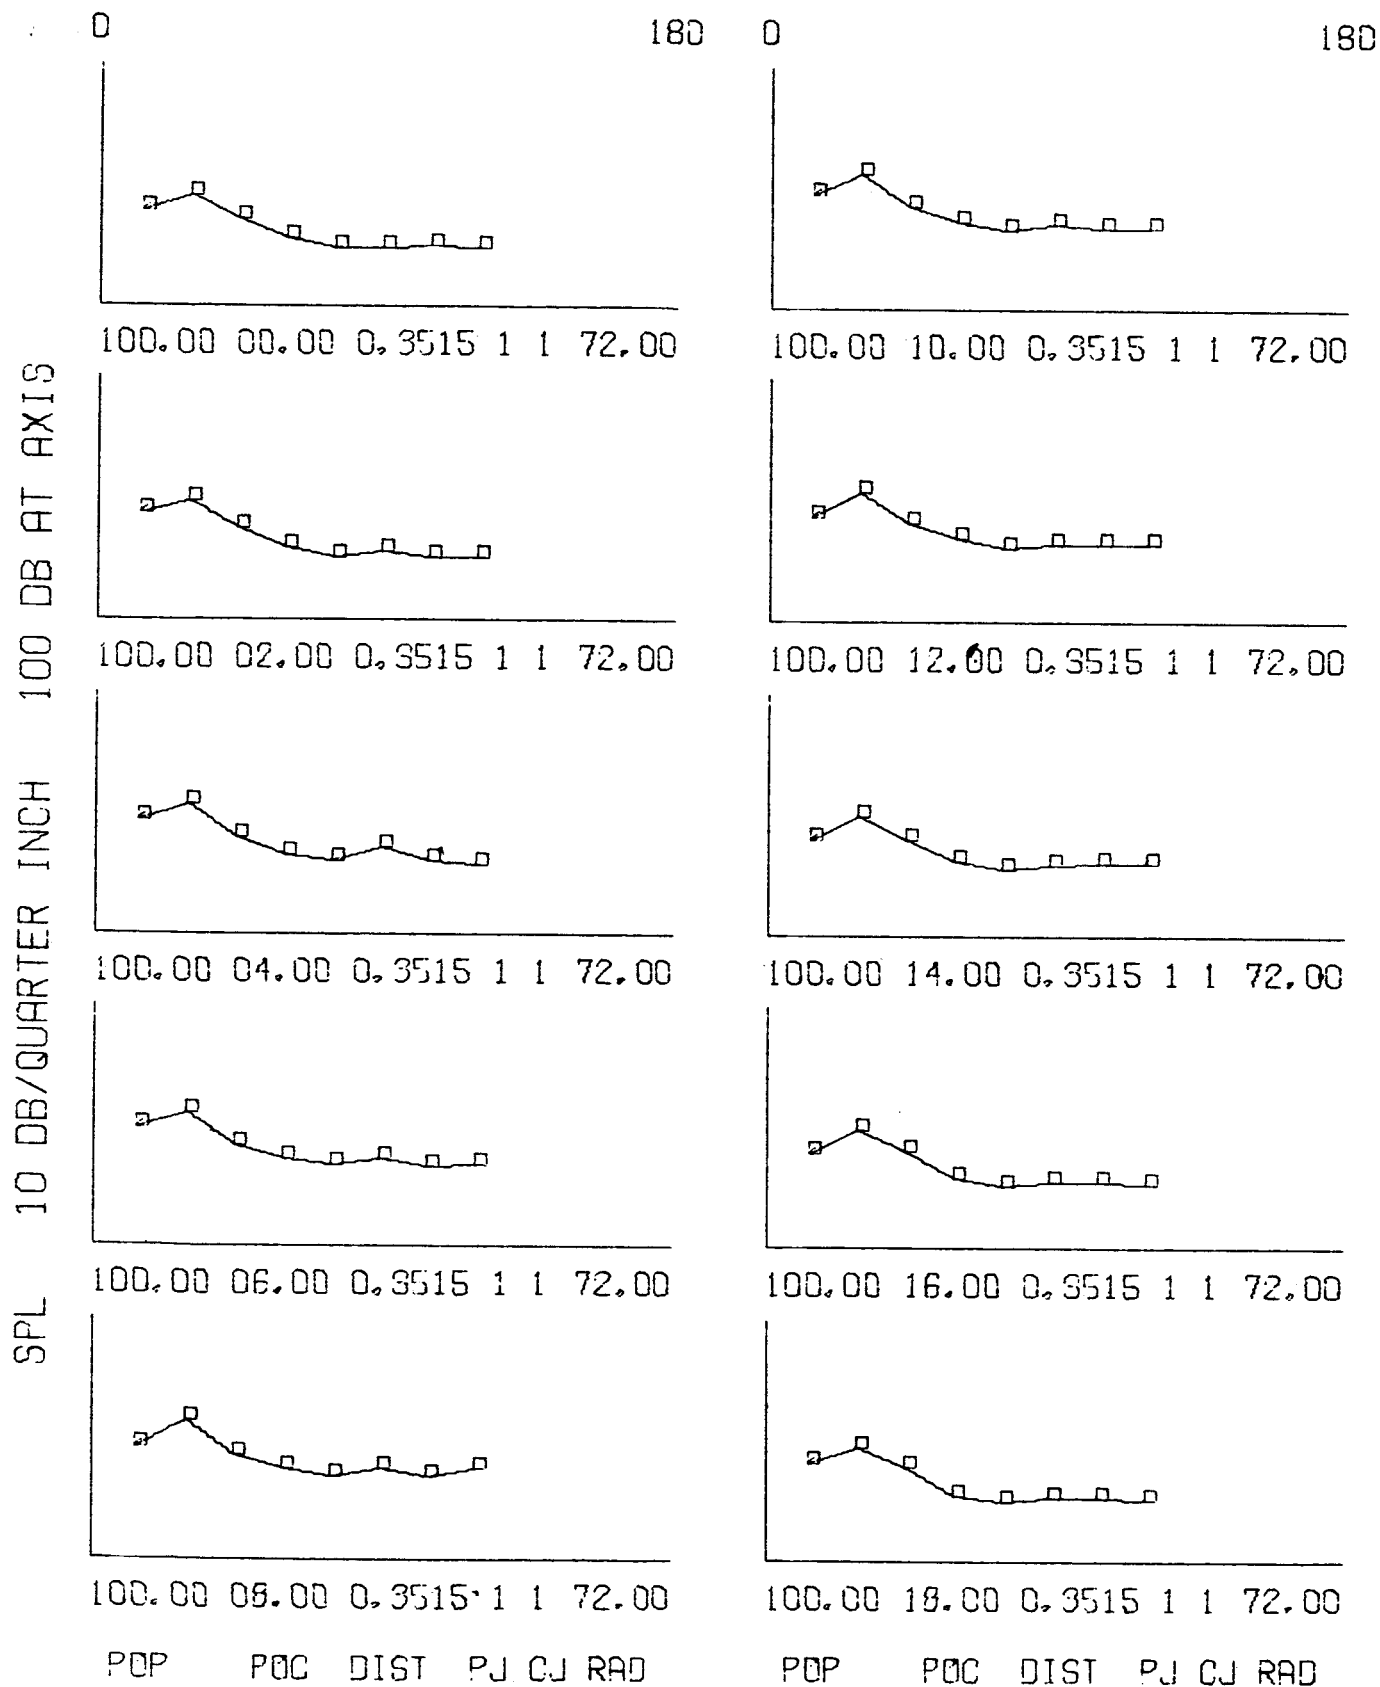 0 180 0 180
100.00 00.00 0.3515 1 1 72.00
100.00 10.00 0.3515 1 1 72.00
100.00 02.00 0.3515 1 1 72.00
100.00 12.00 0.3515 1 1 72.00
100.00 04.00 0.3515 1 1 72.00
100.00 14.00 0.3515 1 1 72.00
100.00 06.00 0.3515 1 1 72.00
100.00 16.00 0.3515 1 1 72.00
100.00 08.00 0.3515 1 1 72.00
100.00 18.00 0.3515 1 1 72.00
POP POC DIST PJ CJ RAD
POP POC DIST PJ CJ RAD
SPL 10 DB/QUARTER INCH 100 DB AT AXIS